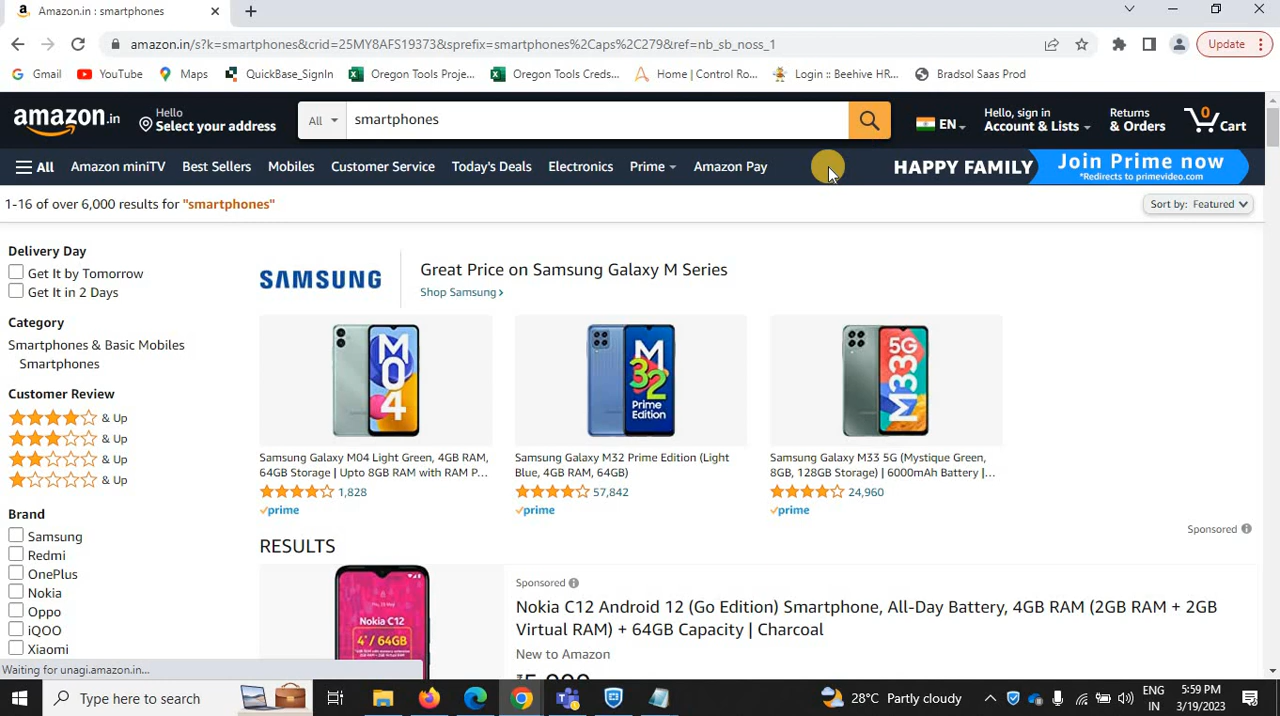 Amazon.in : smartphones
amazon.in/s?k=smartphones&crid=25MY8AFS19373&sprefix=smartphones%2Caps%2C279&ref=nb_sb_noss_1
Update
Gmail YouTube Maps QuickBase_SignIn Oregon Tools Proje... Oregon Tools Creds... Home | Control Ro... Login :: Beehive HR... Bradsol Saas Prod
amazon.in
Hello
Select your address
All
smartphones
EN
Hello, sign in
Account & Lists
Returns
& Orders
0
Cart
All Amazon miniTV Best Sellers Mobiles Customer Service Today's Deals Electronics Prime Amazon Pay
HAPPY FAMILY
Join Prime now
*Redirects to primevideo.com
1-16 of over 6,000 results for "smartphones"
Sort by: Featured
Delivery Day
Get It by Tomorrow
Get It in 2 Days
Category
Smartphones & Basic Mobiles
Smartphones
Customer Review
& Up
& Up
& Up
& Up
Brand
Samsung
Redmi
OnePlus
Nokia
Oppo
iQOO
Xiaomi
SAMSUNG
Great Price on Samsung Galaxy M Series
Shop Samsung ›
M04
Samsung Galaxy M04 Light Green, 4GB RAM,
64GB Storage | Upto 8GB RAM with RAM P...
1,828
prime
M
32
Prime
Edition
Samsung Galaxy M32 Prime Edition (Light
Blue, 4GB RAM, 64GB)
57,842
prime
5G
M33
Samsung Galaxy M33 5G (Mystique Green,
8GB, 128GB Storage) | 6000mAh Battery |...
24,960
prime
Sponsored
RESULTS
Nokia C12
4*/64GB
Sponsored
Nokia C12 Android 12 (Go Edition) Smartphone, All-Day Battery, 4GB RAM (2GB RAM + 2GB
Virtual RAM) + 64GB Capacity | Charcoal
New to Amazon
Waiting for unagi.amazon.in...
Type here to search
28°C Partly cloudy
ENG
IN
5:59 PM
3/19/2023